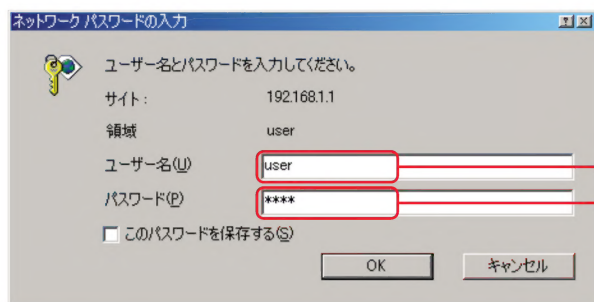 ネットワーク パスワードの入力
ユーザー名とパスワードを入力してください。
サイト： 192.168.1.1
領域 user
ユーザー名(U) user
パスワード(P) ****
このパスワードを保存する(S)
OK キャンセル